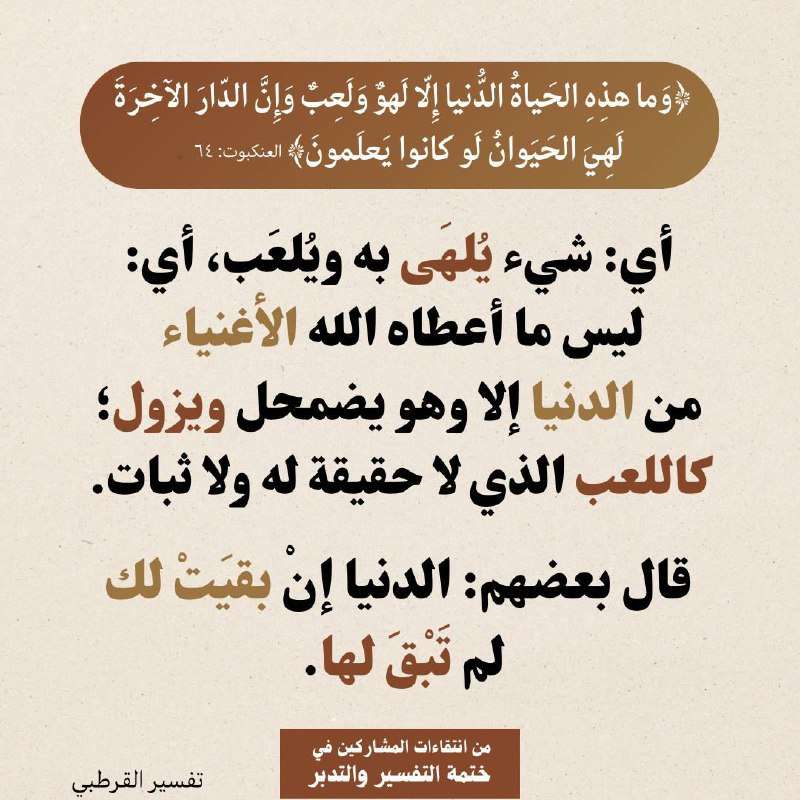 ﴿وَما هذِهِ الحَياةُ الدُّنيا إِلّا لَهوٌ وَلَعِبٌ وَإِنَّ الدّارَ الآخِرَةَ
لَهِيَ الحَيَوانُ لَو كانوا يَعلَمونَ﴾ العنكبوت: ٦٤
أي: شيء يُلهَى به ويُلعَب، أي:
ليس ما أعطاه الله الأغنياء
من الدنيا إلا وهو يضمحل ويزول؛
كاللعب الذي لا حقيقة له ولا ثبات.
قال بعضهم: الدنيا إنْ بقيَتْ لك
لم تَبْقَ لها.
من انتقاءات المشاركين في
ختمة التفسير والتدبر
تفسير القرطبي